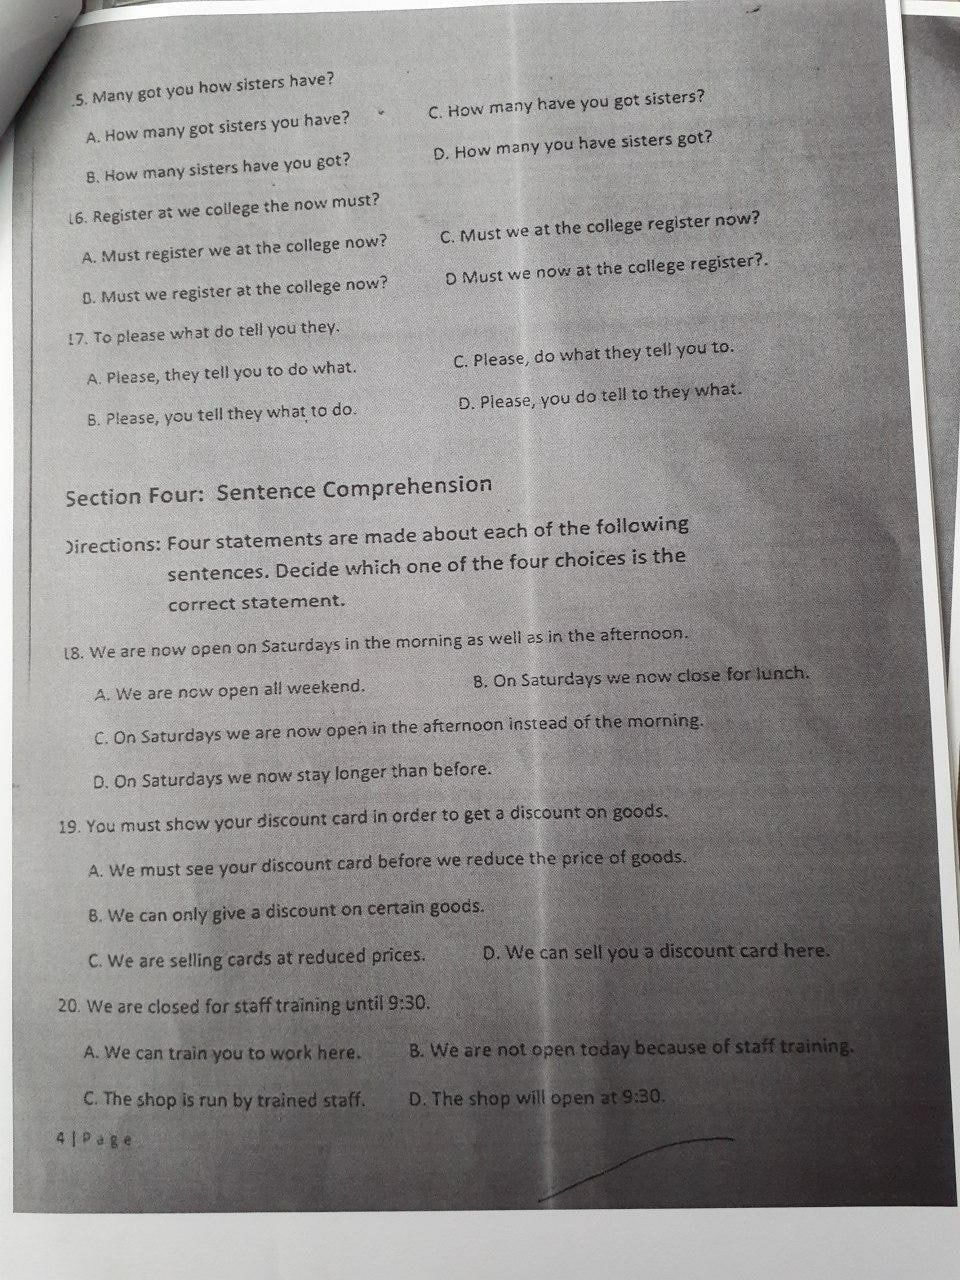 .5. Many got you how sisters have?
A. How many got sisters you have? C. How many have you got sisters?
B. How many sisters have you got? D. How many you have sisters got?
16. Register at we college the now must?
A. Must register we at the college now? C. Must we at the college register now?
B. Must we register at the college now? D Must we now at the college register?.
17. To please what do tell you they.
A. Please, they tell you to do what. C. Please, do what they tell you to.
B. Please, you tell they what to do. D. Please, you do tell to they what.
Section Four: Sentence Comprehension
Directions: Four statements are made about each of the following
sentences. Decide which one of the four choices is the
correct statement.
18. We are now open on Saturdays in the morning as well as in the afternoon.
A. We are now open all weekend. B. On Saturdays we now close for lunch.
C. On Saturdays we are now open in the afternoon instead of the morning.
D. On Saturdays we now stay longer than before.
19. You must show your discount card in order to get a discount on goods.
A. We must see your discount card before we reduce the price of goods.
B. We can only give a discount on certain goods.
C. We are selling cards at reduced prices. D. We can sell you a discount card here.
20. We are closed for staff training until 9:30.
A. We can train you to work here. B. We are not open today because of staff training.
C. The shop is run by trained staff. D. The shop will open at 9:30.
4 | Page